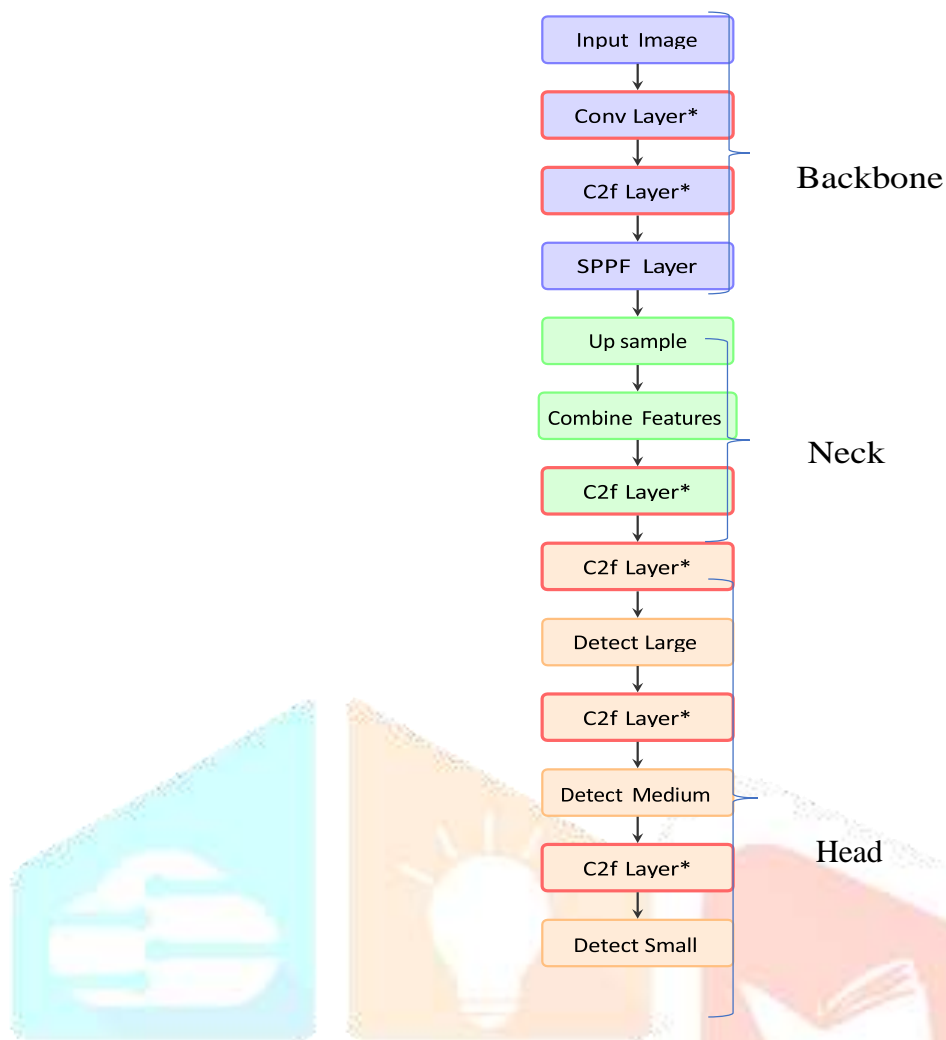 Input Image
Conv Layer*
C2f Layer*
SPPF Layer
Backbone
Up sample
Combine Features
C2f Layer*
Neck
C2f Layer*
Detect Large
C2f Layer*
Detect Medium
C2f Layer*
Detect Small
Head